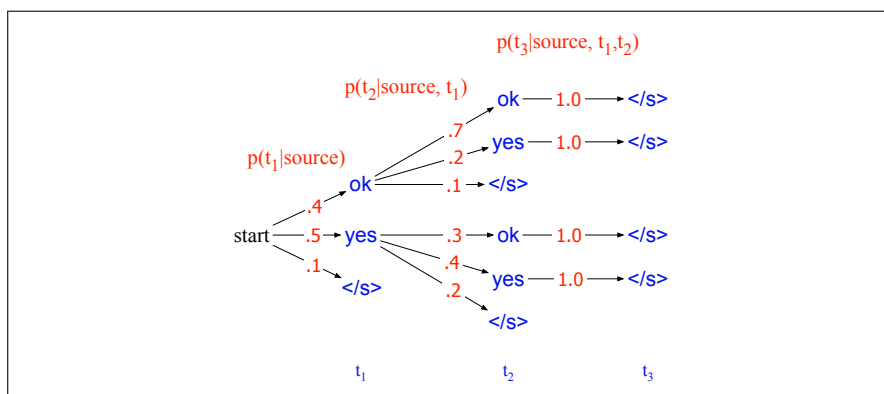 p(t₃|source, t₁,t₂)
p(t₂|source, t₁)
ok 1.0 </s>
.7
yes 1.0 </s>
.2
p(t₁|source)
ok .1 </s>
.4
start .5 yes .3 ok 1.0 </s>
.1 .4
</s> yes 1.0 </s>
.2
</s>
t₁ t₂ t₃